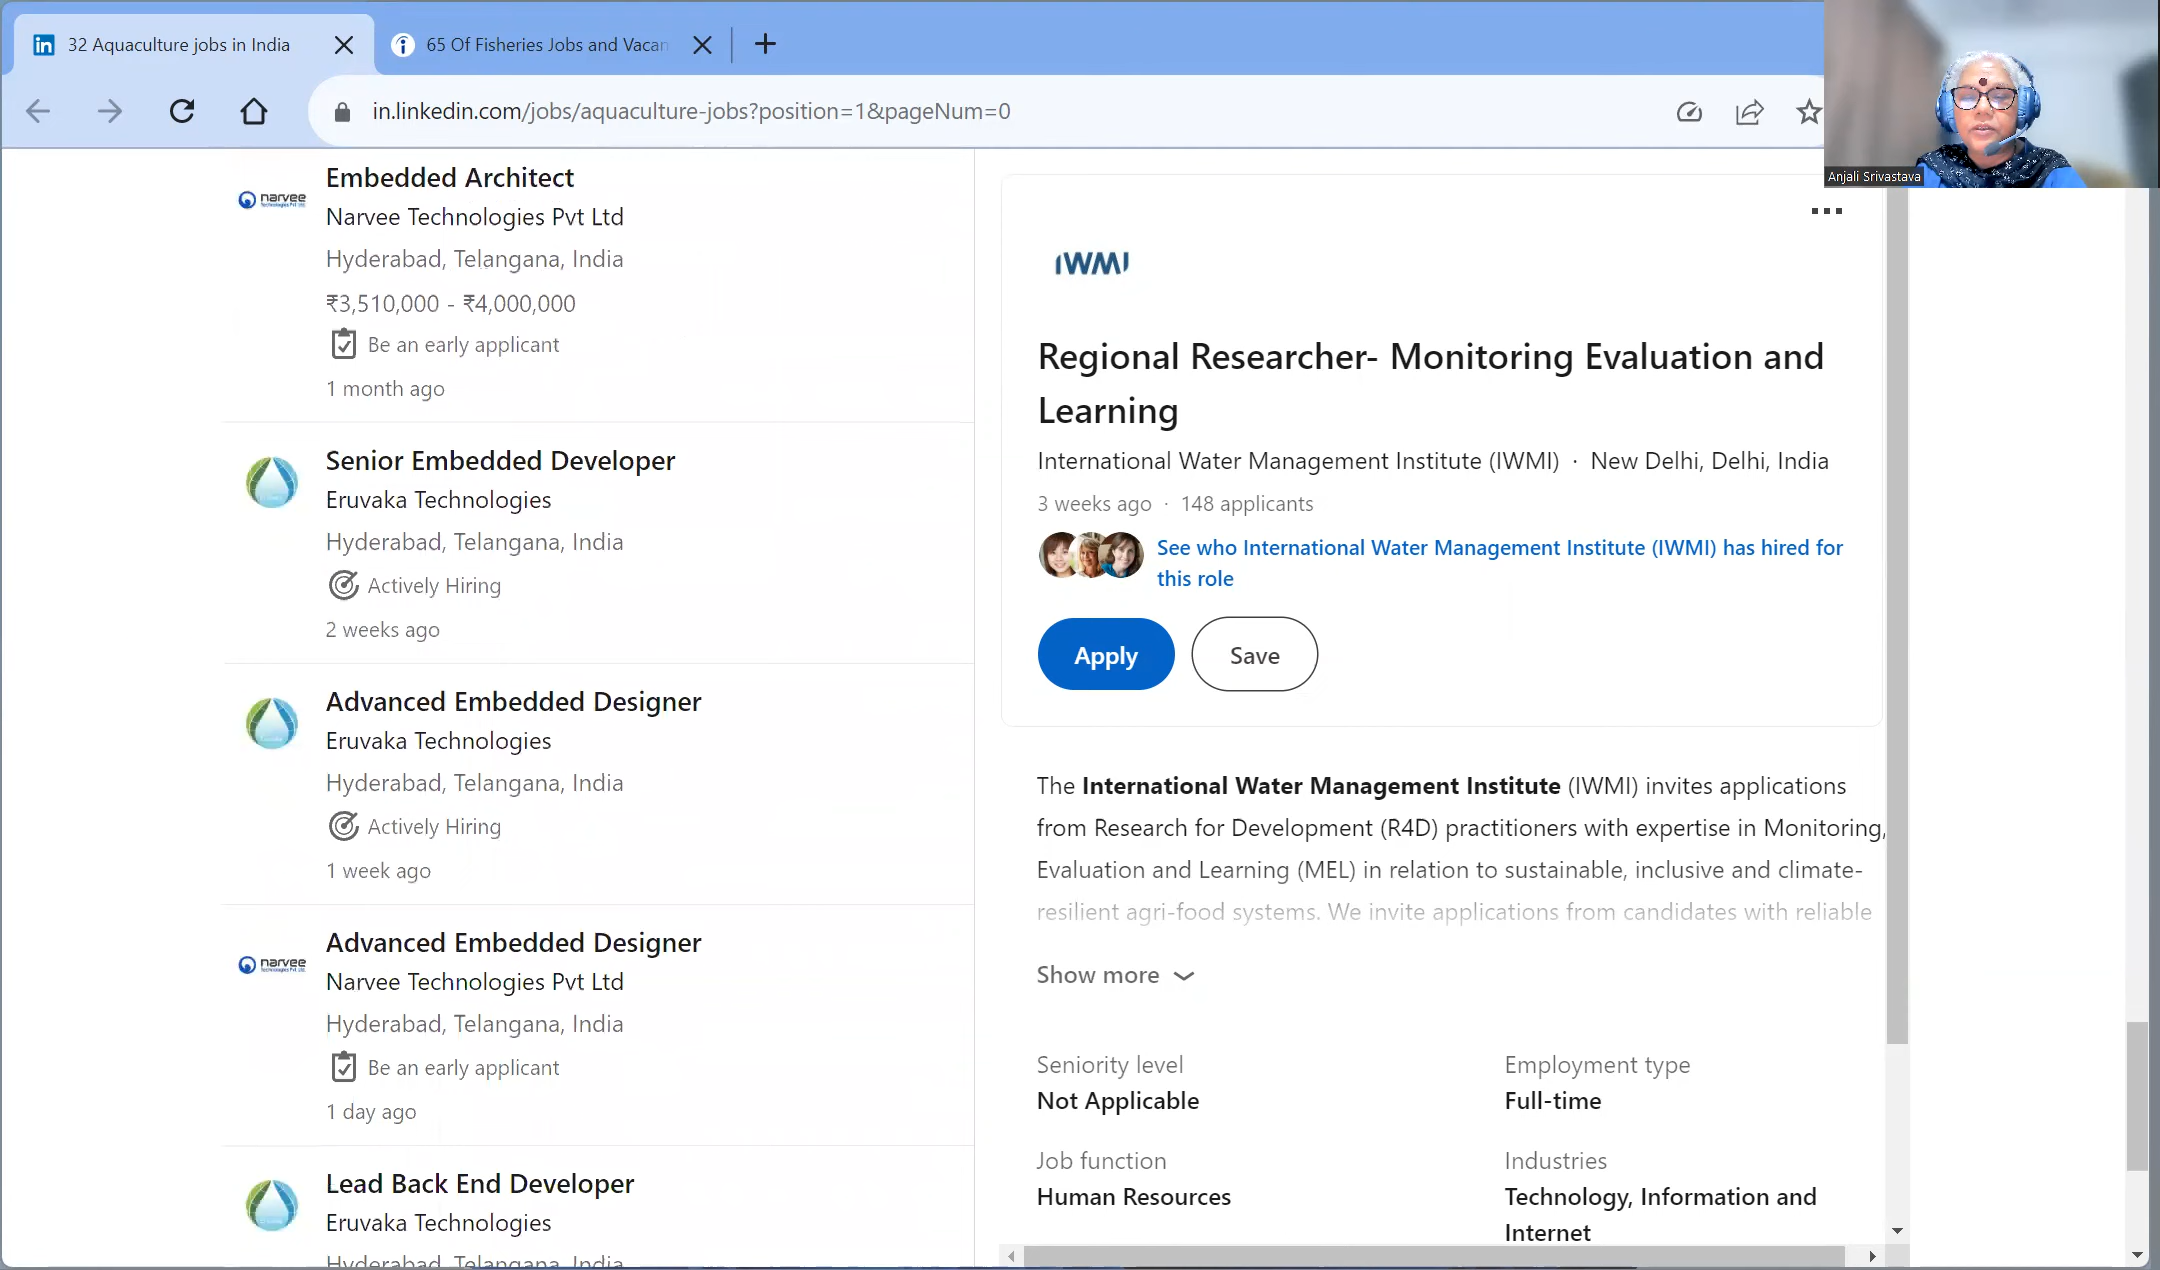 32 Aquaculture jobs in India
65 Of Fisheries Jobs and Vacan
in.linkedin.com/jobs/aquaculture-jobs?position=1&pageNum=0
Anjali Srivastava
narvee
Embedded Architect
Narvee Technologies Pvt Ltd
Hyderabad, Telangana, India
₹3,510,000 - ₹4,000,000
Be an early applicant
1 month ago
Senior Embedded Developer
Eruvaka Technologies
Hyderabad, Telangana, India
Actively Hiring
2 weeks ago
Advanced Embedded Designer
Eruvaka Technologies
Hyderabad, Telangana, India
Actively Hiring
1 week ago
narvee
Advanced Embedded Designer
Narvee Technologies Pvt Ltd
Hyderabad, Telangana, India
Be an early applicant
1 day ago
Lead Back End Developer
Eruvaka Technologies
Hyderabad, Telangana, India
IWMI
Regional Researcher- Monitoring Evaluation and
Learning
International Water Management Institute (IWMI) · New Delhi, Delhi, India
3 weeks ago · 148 applicants
See who International Water Management Institute (IWMI) has hired for
this role
Apply
Save
The International Water Management Institute (IWMI) invites applications
from Research for Development (R4D) practitioners with expertise in Monitoring,
Evaluation and Learning (MEL) in relation to sustainable, inclusive and climate-
resilient agri-food systems. We invite applications from candidates with reliable
Show more
Seniority level
Not Applicable
Employment type
Full-time
Job function
Human Resources
Industries
Technology, Information and
Internet